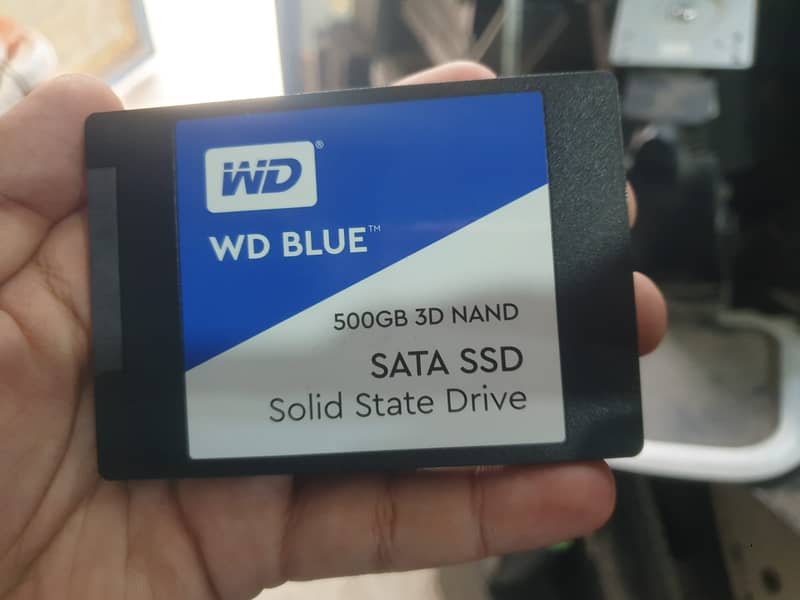 WD®
WD BLUE™
500GB 3D NAND
SATA SSD
Solid State Drive